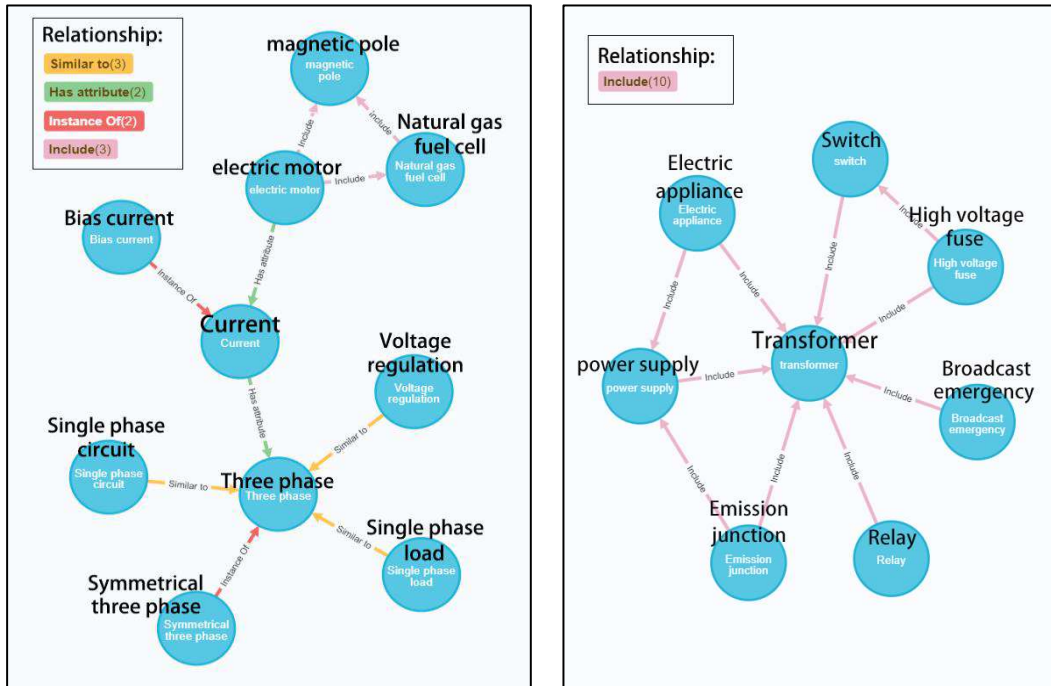 Relationship:
Similar to(3)
Has attribute(2)
Instance Of(2)
Include(3)
magnetic pole
magnetic
pole
Include
include
Natural gas
fuel cell
Natural gas
fuel cell
electric motor
electric motor
Include
Bias current
Bias current
Has attribute
Instance Of
Current
Current
Voltage
regulation
Voltage
regulation
Has attribute
Similar to
Single phase
circuit
Single phase
circuit
Similar to
Three phase
Three phase
Similar to
Single phase
load
Single phase
load
Instance Of
Symmetrical
three phase
Symmetrical
three phase
Relationship:
Include(10)
Switch
switch
Electric
appliance
Electric
appliance
Include
High voltage
fuse
High voltage
fuse
Include
Include
Include
Include
Transformer
transformer
power supply
power supply
Include
Broadcast
emergency
Broadcast
emergency
Include
Include
Include
Include
Emission
junction
Emission
junction
Relay
Relay